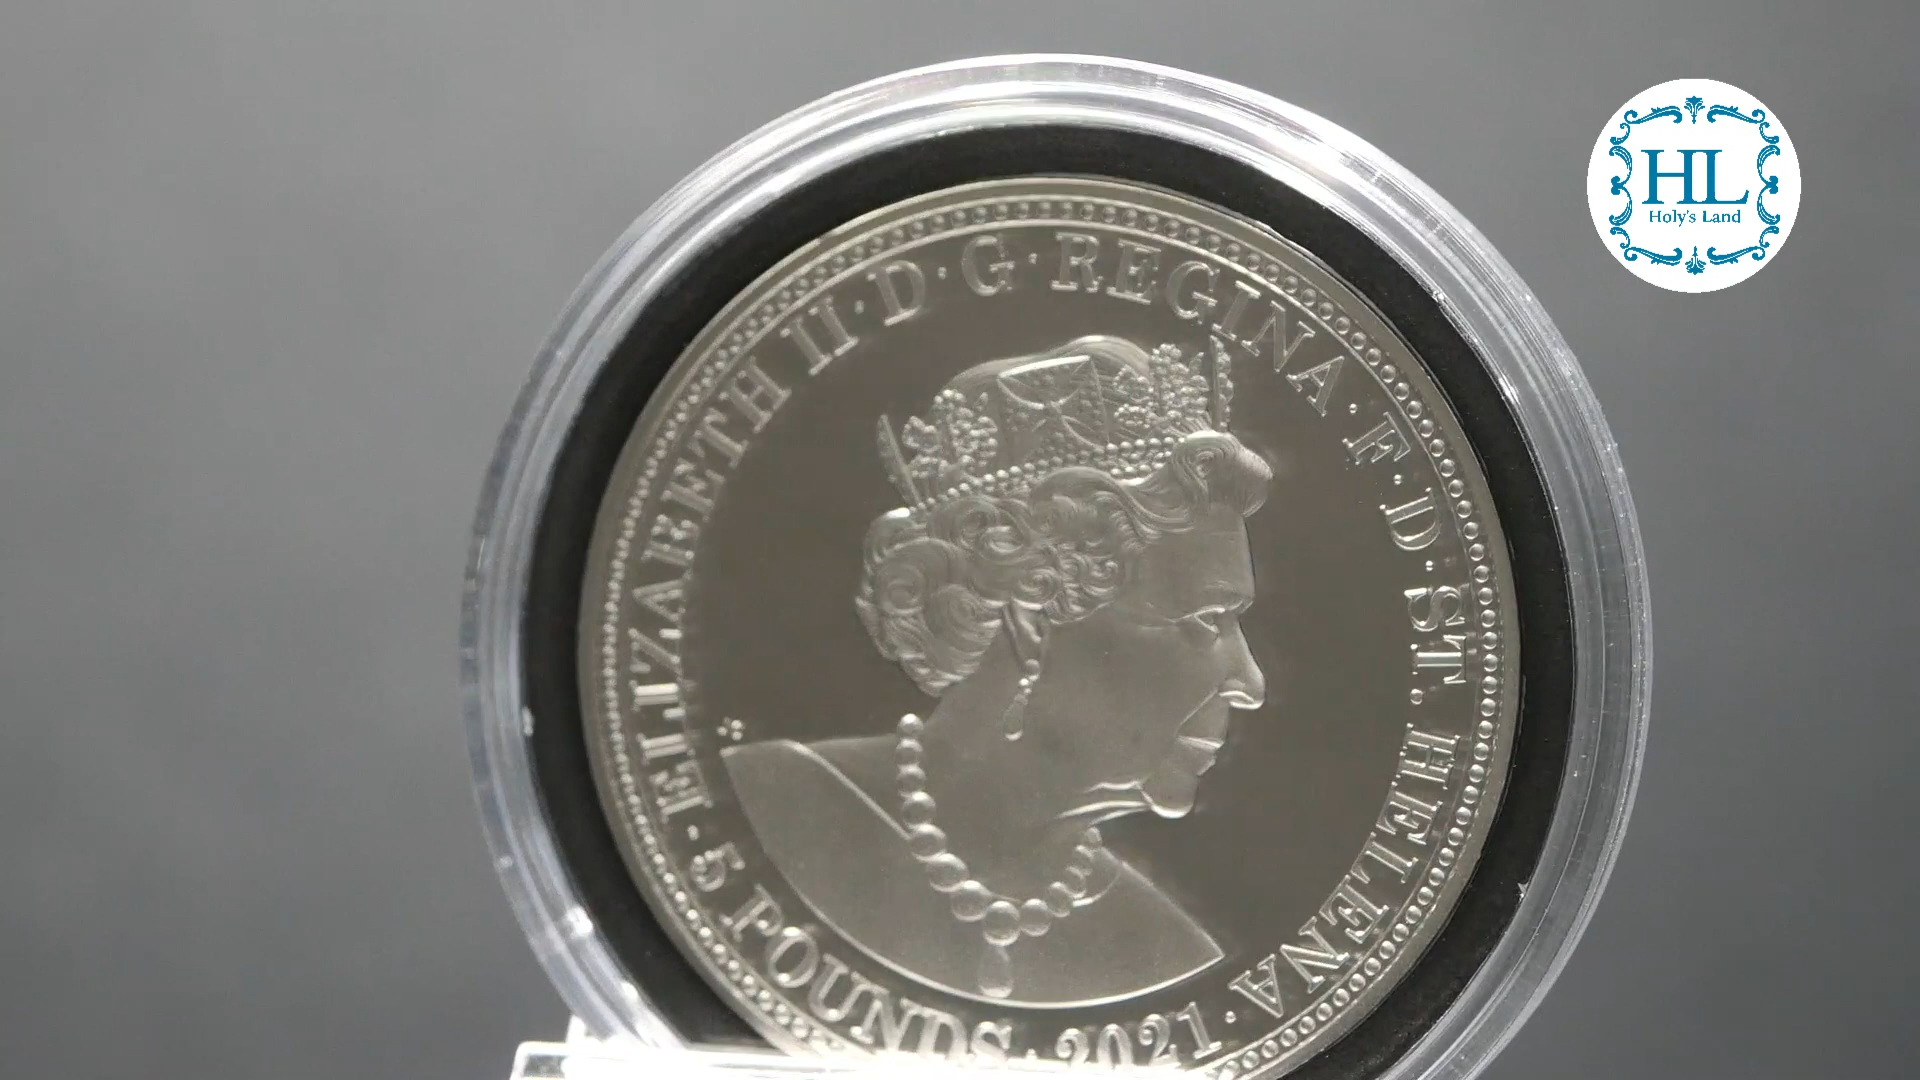 ELIZABETH II · D · G · REGINA · F · D · ST. HELENA · 5 POUNDS · 2021 ·
HL
Holy's Land